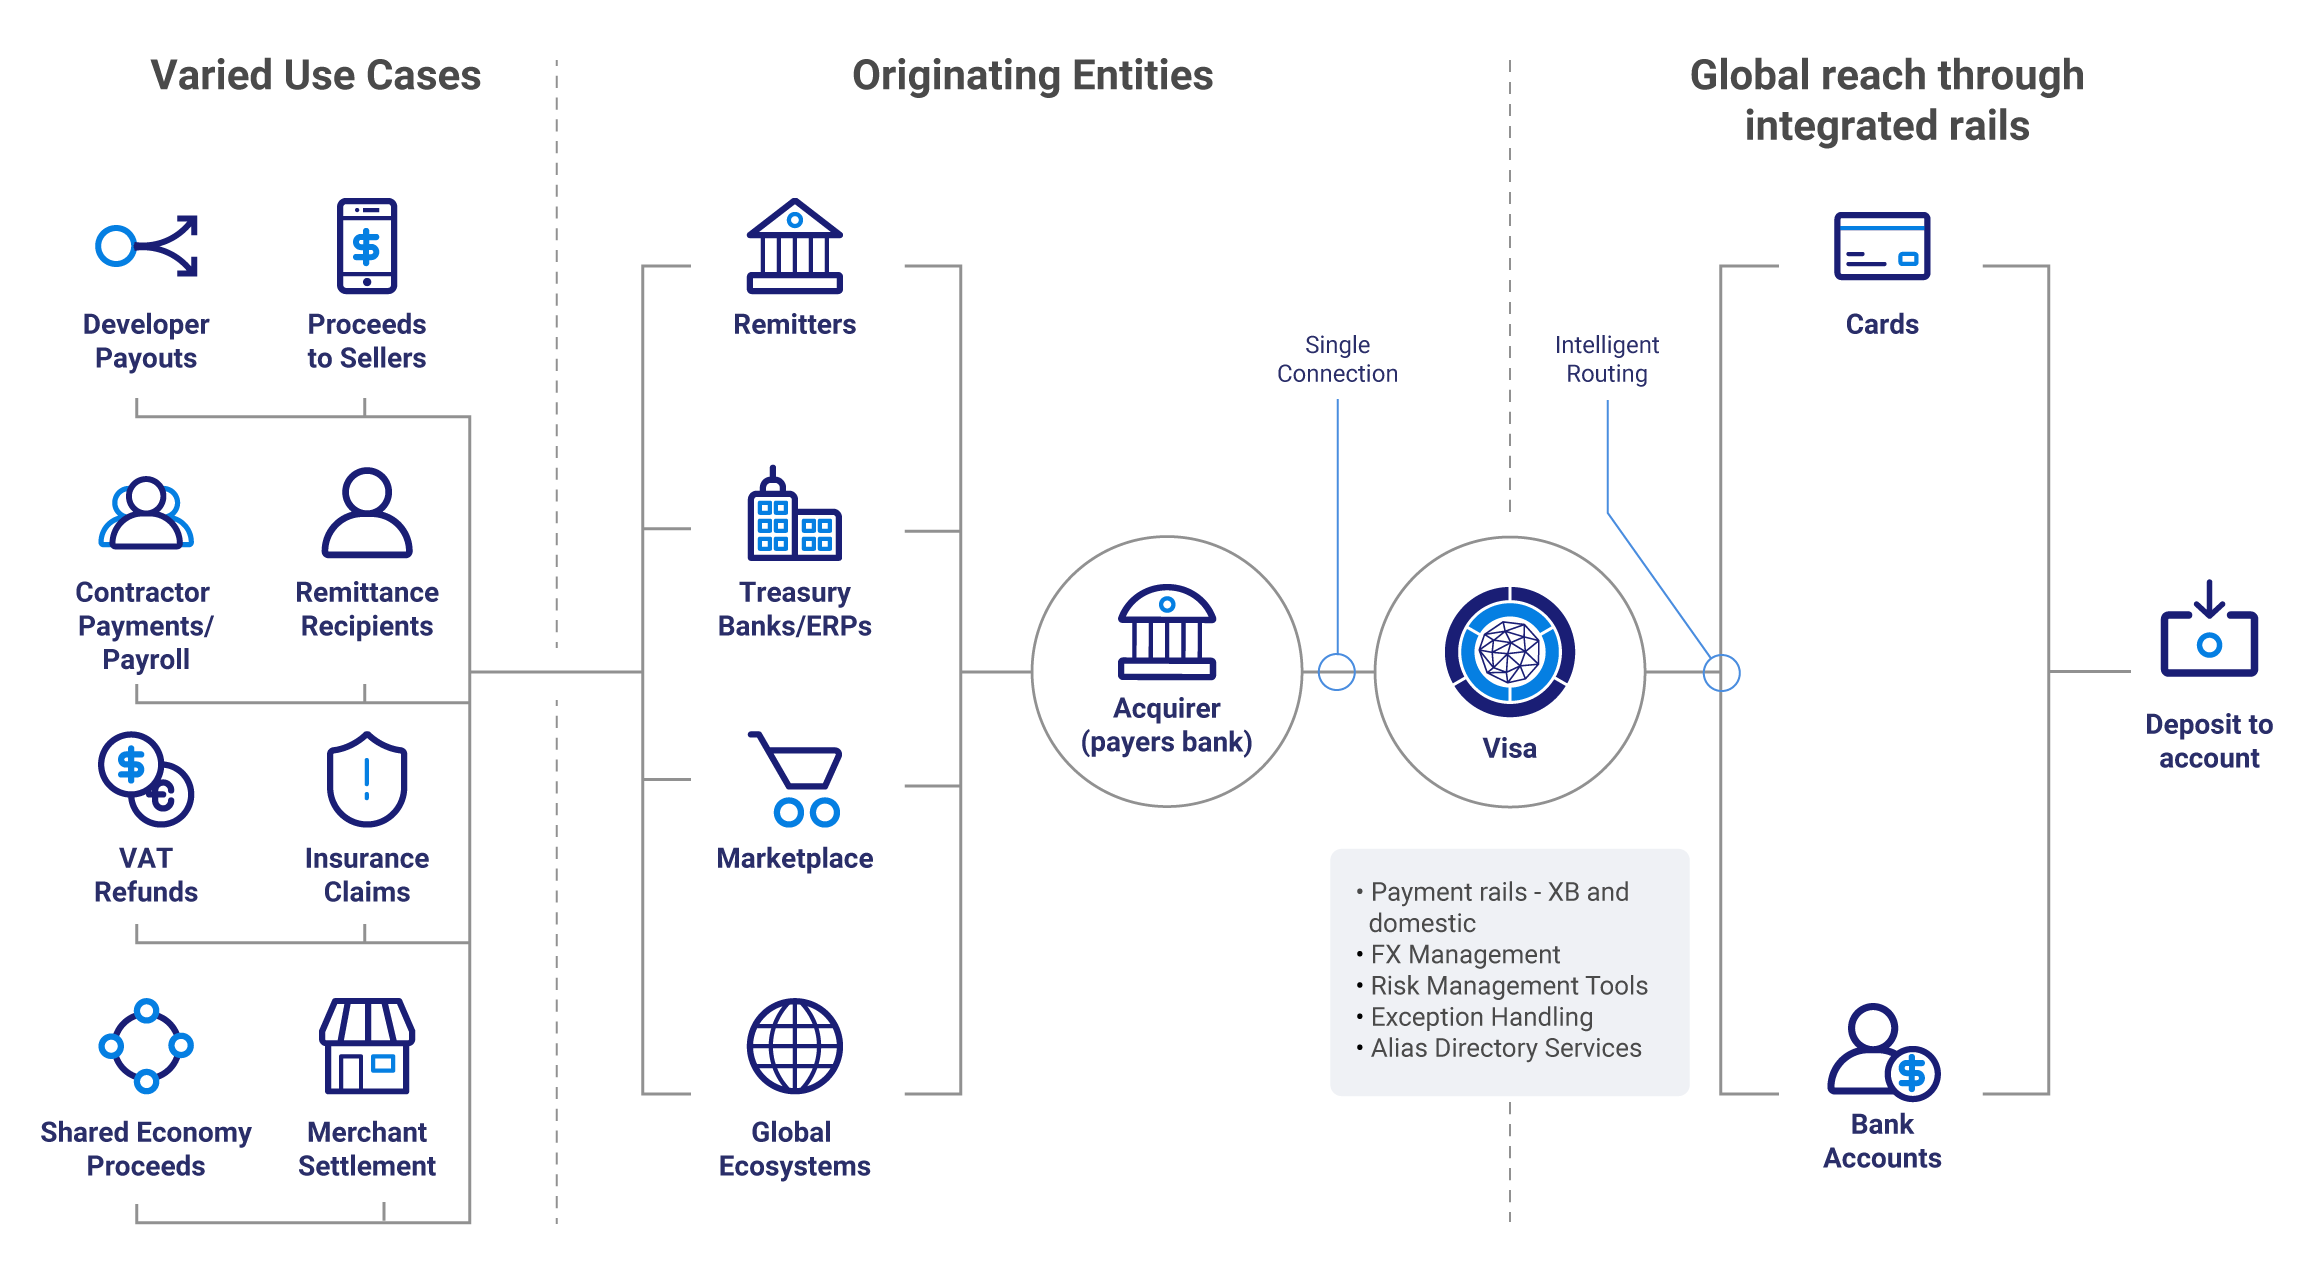 Varied Use Cases
Developer
Payouts
Proceeds
to Sellers
Contractor
Payments/
Payroll
Remittance
Recipients
VAT
Refunds
Insurance
Claims
Shared Economy
Proceeds
Merchant
Settlement
Originating Entities
Remitters
Treasury
Banks/ERPs
Marketplace
Global
Ecosystems
Acquirer
(payers bank)
Single
Connection
Visa
• Payment rails - XB and
domestic
• FX Management
• Risk Management Tools
• Exception Handling
• Alias Directory Services
Intelligent
Routing
Global reach through
integrated rails
Cards
Bank
Accounts
Deposit to
account